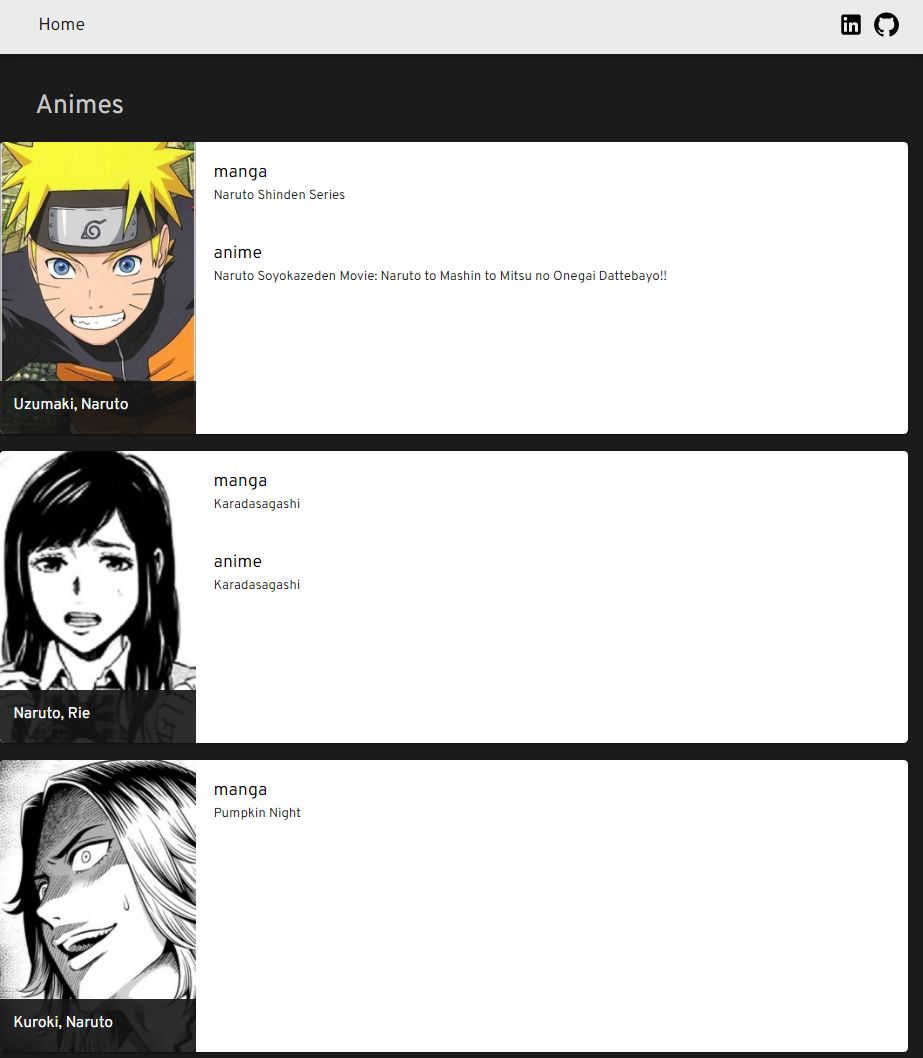 Home
in
Animes
manga
Naruto Shinden Series
anime
Naruto Soyokazeden Movie: Naruto to Mashin to Mitsu no Onegai Dattebayo!!
Uzumaki, Naruto
manga
Karadasagashi
anime
Karadasagashi
Naruto, Rie
manga
Pumpkin Night
Kuroki, Naruto